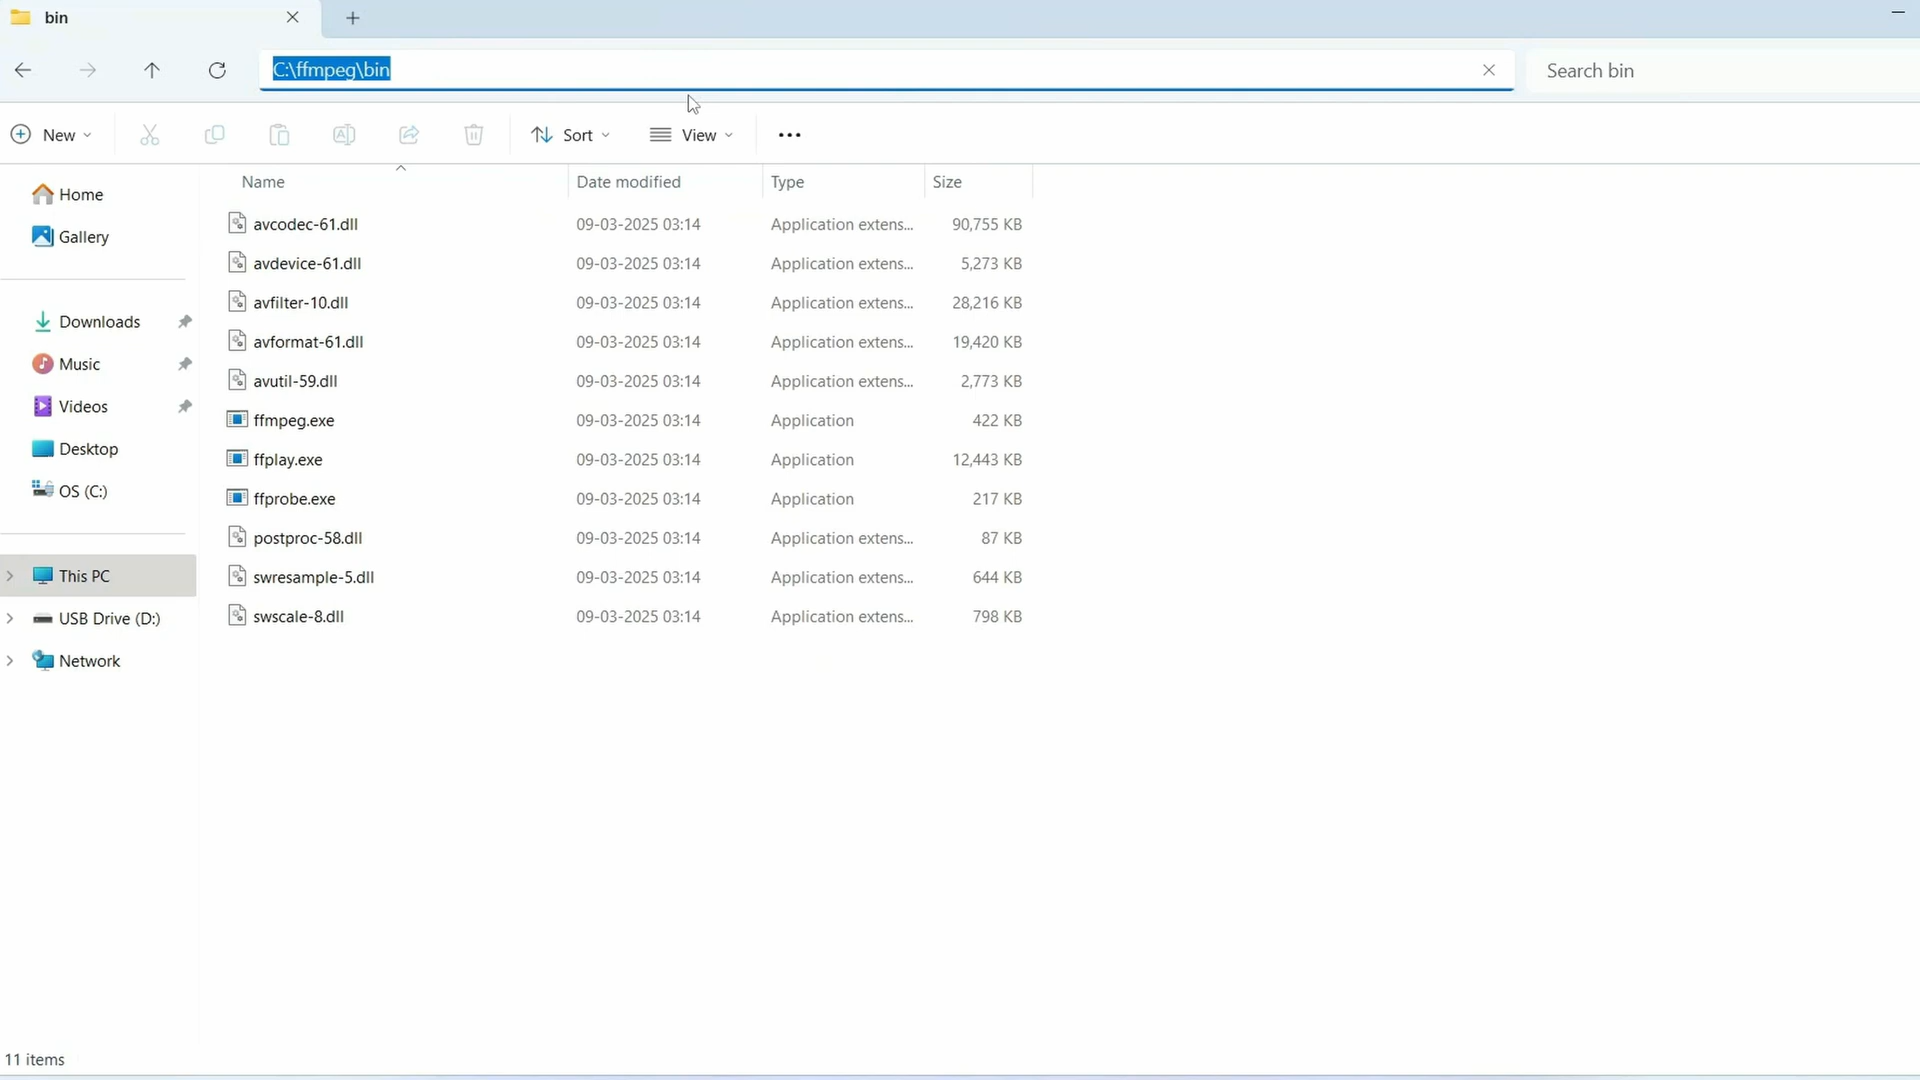 bin
C:\ffmpeg\bin
Search bin
New
Sort
View
Name Date modified Type Size
Home
Gallery
Downloads
Music
Videos
Desktop
OS (C:)
This PC
USB Drive (D:)
Network
avcodec-61.dll 09-03-2025 03:14 Application extens... 90,755 KB
avdevice-61.dll 09-03-2025 03:14 Application extens... 5,273 KB
avfilter-10.dll 09-03-2025 03:14 Application extens... 28,216 KB
avformat-61.dll 09-03-2025 03:14 Application extens... 19,420 KB
avutil-59.dll 09-03-2025 03:14 Application extens... 2,773 KB
ffmpeg.exe 09-03-2025 03:14 Application 422 KB
ffplay.exe 09-03-2025 03:14 Application 12,443 KB
ffprobe.exe 09-03-2025 03:14 Application 217 KB
postproc-58.dll 09-03-2025 03:14 Application extens... 87 KB
swresample-5.dll 09-03-2025 03:14 Application extens... 644 KB
swscale-8.dll 09-03-2025 03:14 Application extens... 798 KB
11 items